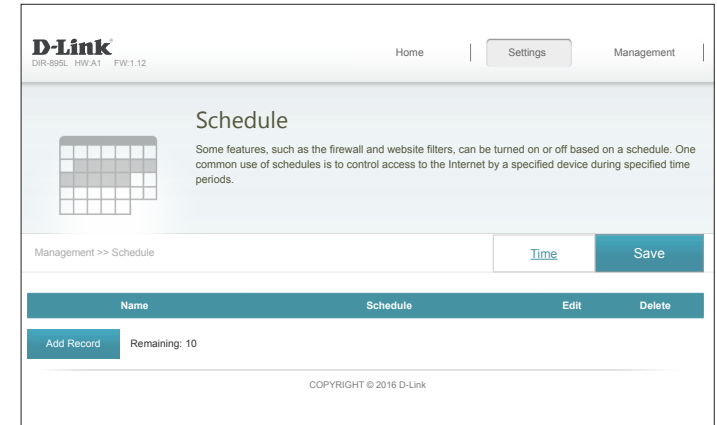 D-Link
DIR-895L HW:A1 FW:1.12
Home
Settings
Management
Schedule
Some features, such as the firewall and website filters, can be turned on or off based on a schedule. One
common use of schedules is to control access to the Internet by a specified device during specified time
periods.
Management >> Schedule
Time
Save
Name
Schedule
Edit
Delete
Add Record
Remaining: 10
COPYRIGHT © 2016 D-Link